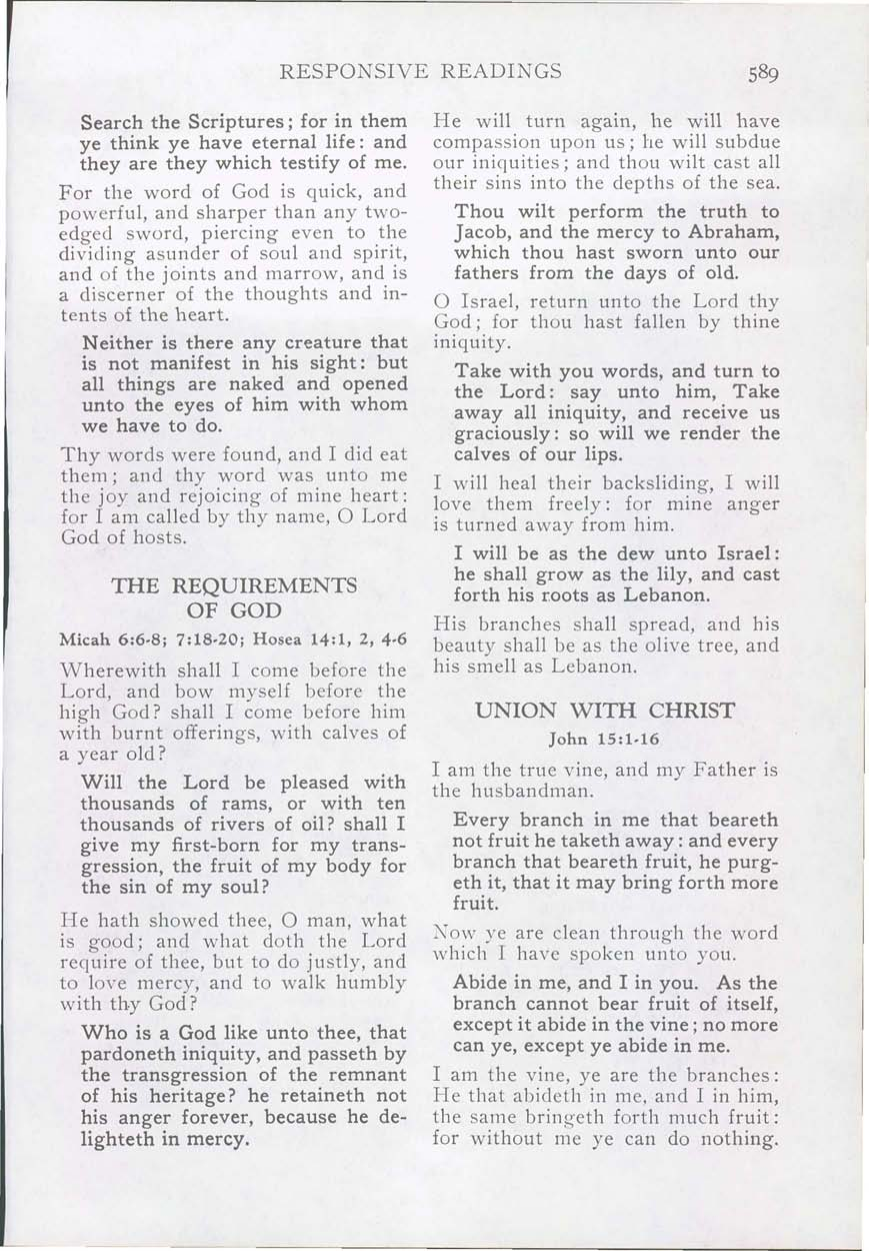 RESPONSIVE READINGS 589
Search the Scriptures; for in them
ye think ye have eternal life: and
they are they which testify of me.
For the word of God is quick, and
powerful, and sharper than any two-
edged sword, piercing even to the
dividing asunder of soul and spirit,
and of the joints and marrow, and is
a discerner of the thoughts and in-
tents of the heart.
Neither is there any creature that
is not manifest in his sight: but
all things are naked and opened
unto the eyes of him with whom
we have to do.
Thy words were found, and I did eat
them; and thy word was unto me
the joy and rejoicing of mine heart:
for I am called by thy name, O Lord
God of hosts.
THE REQUIREMENTS
OF GOD
Micah 6:6-8; 7:18-20; Hosea 14:1, 2, 4-6
Wherewith shall I come before the
Lord, and bow myself before the
high God? shall I come before him
with burnt offerings, with calves of
a year old?
Will the Lord be pleased with
thousands of rams, or with ten
thousands of rivers of oil? shall I
give my first-born for my trans-
gression, the fruit of my body for
the sin of my soul?
He hath showed thee, O man, what
is good; and what doth the Lord
require of thee, but to do justly, and
to love mercy, and to walk humbly
with thy God?
Who is a God like unto thee, that
pardoneth iniquity, and passeth by
the transgression of the remnant
of his heritage? he retaineth not
his anger forever, because he de-
lighteth in mercy.
He will turn again, he will have
compassion upon us; he will subdue
our iniquities; and thou wilt cast all
their sins into the depths of the sea.
Thou wilt perform the truth to
Jacob, and the mercy to Abraham,
which thou hast sworn unto our
fathers from the days of old.
O Israel, return unto the Lord thy
God; for thou hast fallen by thine
iniquity.
Take with you words, and turn to
the Lord: say unto him, Take
away all iniquity, and receive us
graciously: so will we render the
calves of our lips.
I will heal their backsliding, I will
love them freely: for mine anger
is turned away from him.
I will be as the dew unto Israel:
he shall grow as the lily, and cast
forth his roots as Lebanon.
His branches shall spread, and his
beauty shall be as the olive tree, and
his smell as Lebanon.
UNION WITH CHRIST
John 15:1-16
I am the true vine, and my Father is
the husbandman.
Every branch in me that beareth
not fruit he taketh away: and every
branch that beareth fruit, he purg-
eth it, that it may bring forth more
fruit.
Now ye are clean through the word
which I have spoken unto you.
Abide in me, and I in you. As the
branch cannot bear fruit of itself,
except it abide in the vine; no more
can ye, except ye abide in me.
I am the vine, ye are the branches:
He that abideth in me, and I in him,
the same bringeth forth much fruit:
for without me ye can do nothing.